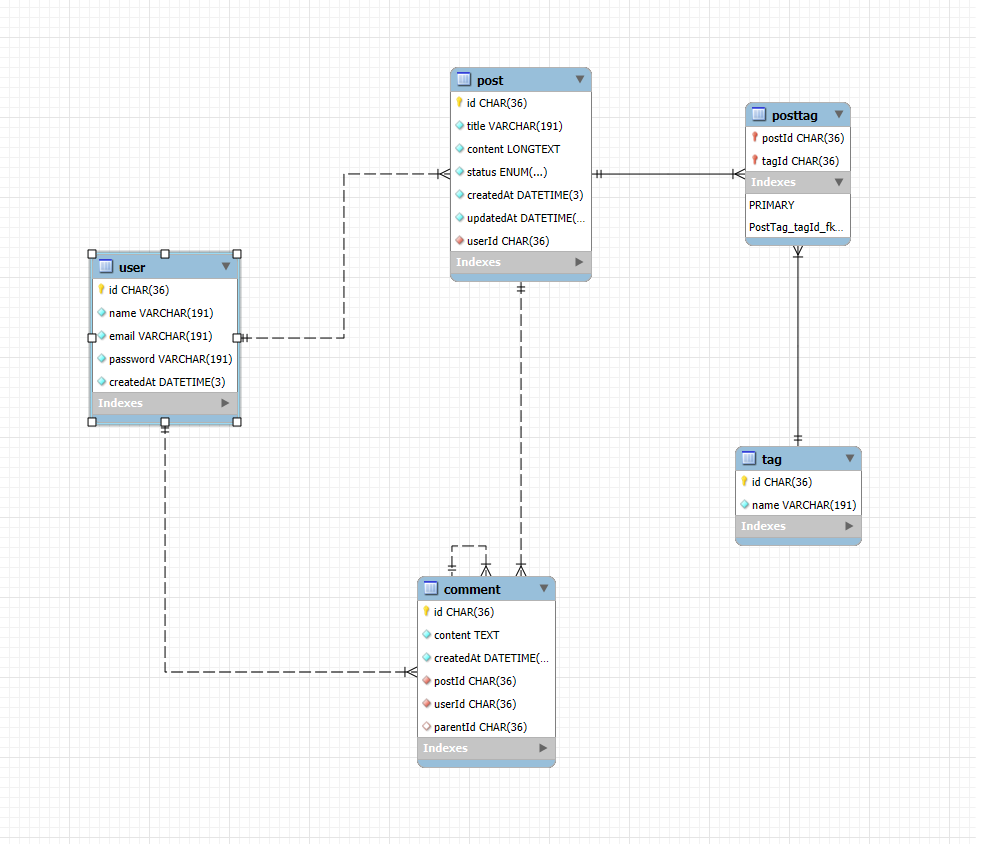 post
id CHAR(36)
title VARCHAR(191)
content LONGTEXT
status ENUM(...)
createdAt DATETIME(3)
updatedAt DATETIME(...
userId CHAR(36)
Indexes
posttag
postId CHAR(36)
tagId CHAR(36)
Indexes
PRIMARY
PostTag_tagId_fk...
user
id CHAR(36)
name VARCHAR(191)
email VARCHAR(191)
password VARCHAR(191)
createdAt DATETIME(3)
Indexes
tag
id CHAR(36)
name VARCHAR(191)
Indexes
comment
id CHAR(36)
content TEXT
createdAt DATETIME(...
postId CHAR(36)
userId CHAR(36)
parentId CHAR(36)
Indexes